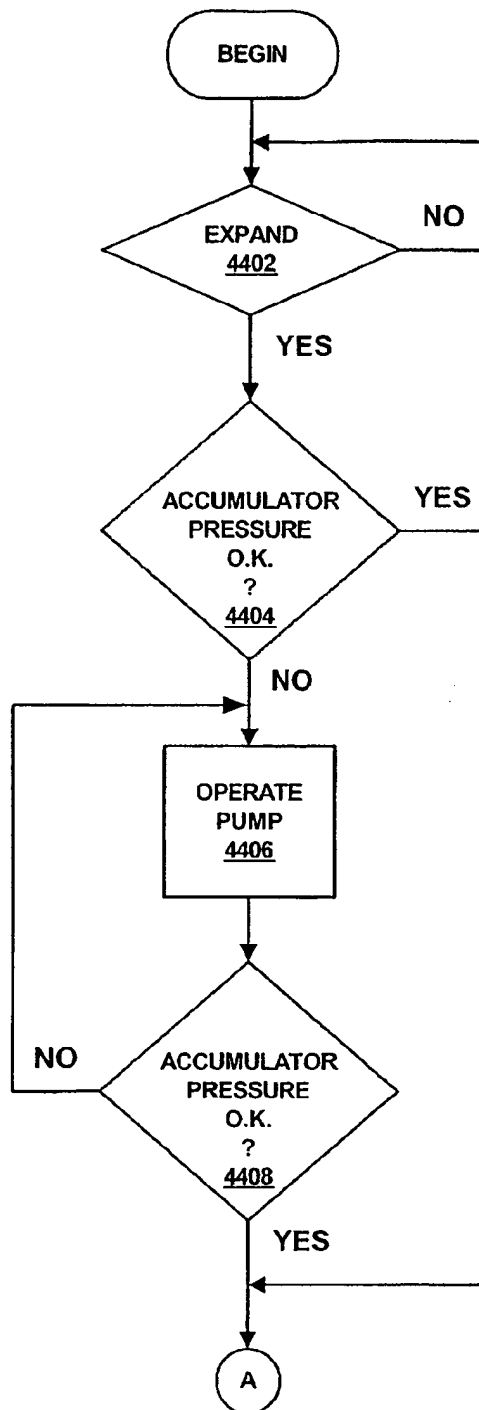 BEGIN
EXPAND
4402
NO
YES
ACCUMULATOR
PRESSURE
O.K.
?
4404
YES
NO
OPERATE
PUMP
4406
ACCUMULATOR
PRESSURE
O.K.
?
4408
NO
YES
A